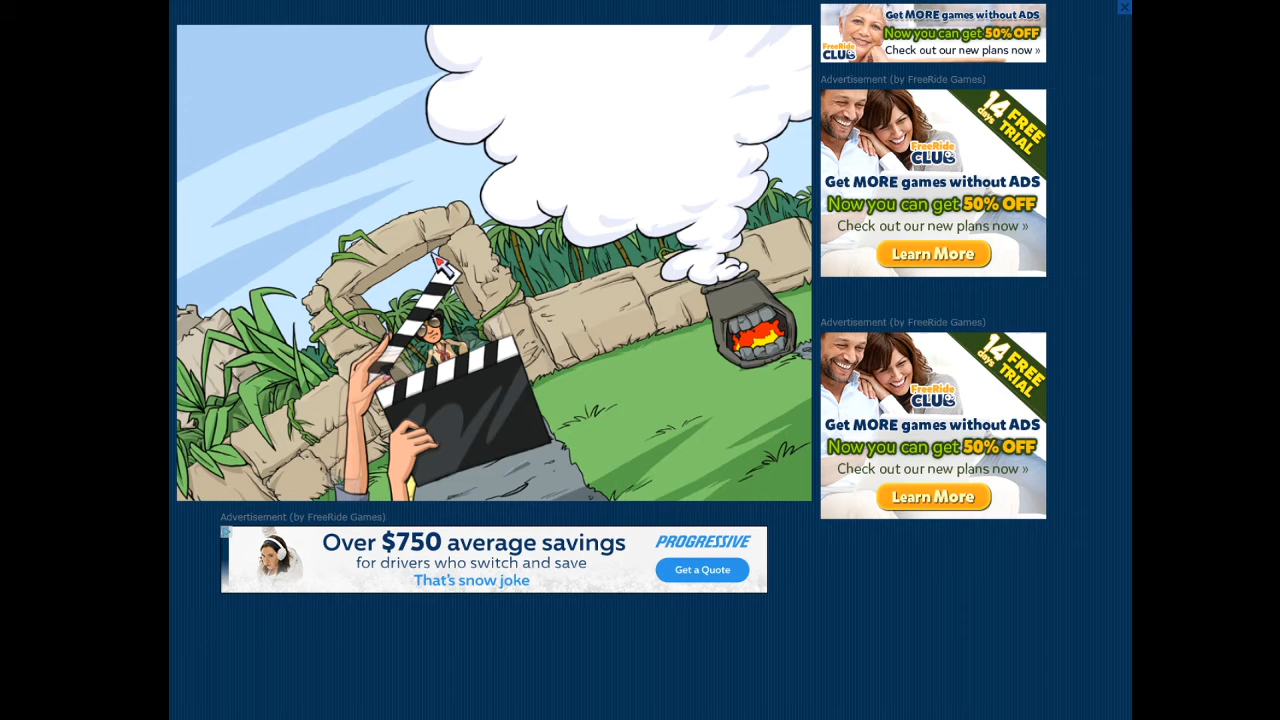 Get MORE games without ADS
Now you can get 50% OFF
Check out our new plans now »
FreeRide
CLUB
Advertisement (by FreeRide Games)
14 days FREE TRIAL
FreeRide
CLUB
Get MORE games without ADS
Now you can get 50% OFF
Check out our new plans now »
Learn More
Advertisement (by FreeRide Games)
14 days FREE TRIAL
FreeRide
CLUB
Get MORE games without ADS
Now you can get 50% OFF
Check out our new plans now »
Learn More
Advertisement (by FreeRide Games)
Over $750 average savings
for drivers who switch and save
That's snow joke
PROGRESSIVE
Get a Quote